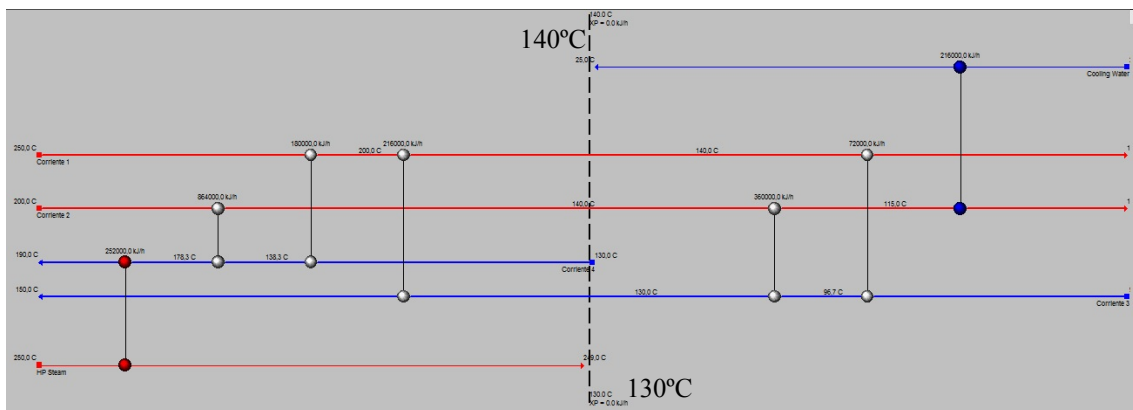 140,0 C
XP = 0,0 kJ/h
140ºC
25,0 C
216000,0 kJ/h
Cooling Water
250,0 C
180000,0 kJ/h
216000,0 kJ/h
72000,0 kJ/h
200,0 C
140,0 C
1
Corriente 1
200,0 C
864000,0 kJ/h
140,0 C
360000,0 kJ/h
115,0 C
1
Corriente 2
190,0 C
252000,0 kJ/h
178,3 C
138,3 C
130,0 C
Corriente 4
150,0 C
130,0 C
96,7 C
Corriente 3
250,0 C
249,0 C
HP Steam
130ºC
130,0 C
XP = 0,0 kJ/h